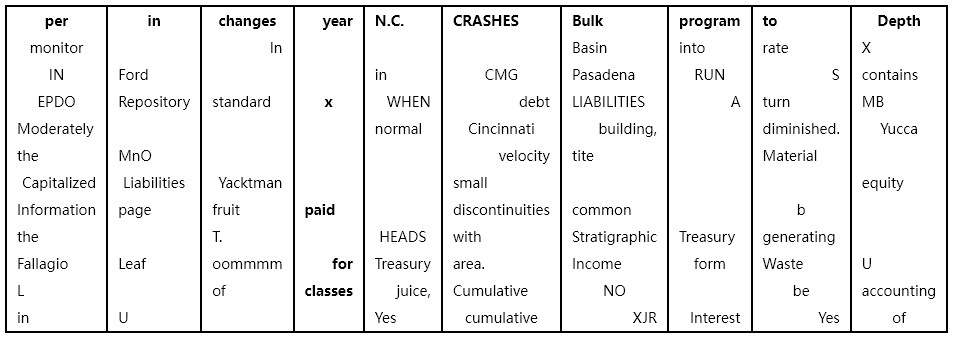 per in changes year N.C. CRASHES Bulk program to Depth
monitor In Basin into rate X
IN Ford in CMG Pasadena RUN S contains
EPDO Repository standard x WHEN debt LIABILITIES A turn MB
Moderately normal Cincinnati building, diminished. Yucca
the MnO velocity tite Material
Capitalized Liabilities Yacktman small equity
Information page fruit paid discontinuities common b
the T. HEADS with Stratigraphic Treasury generating
Fallagio Leaf oommmm for Treasury area. Income form Waste U
L of classes juice, Cumulative NO be accounting
in U Yes cumulative XJR Interest Yes of